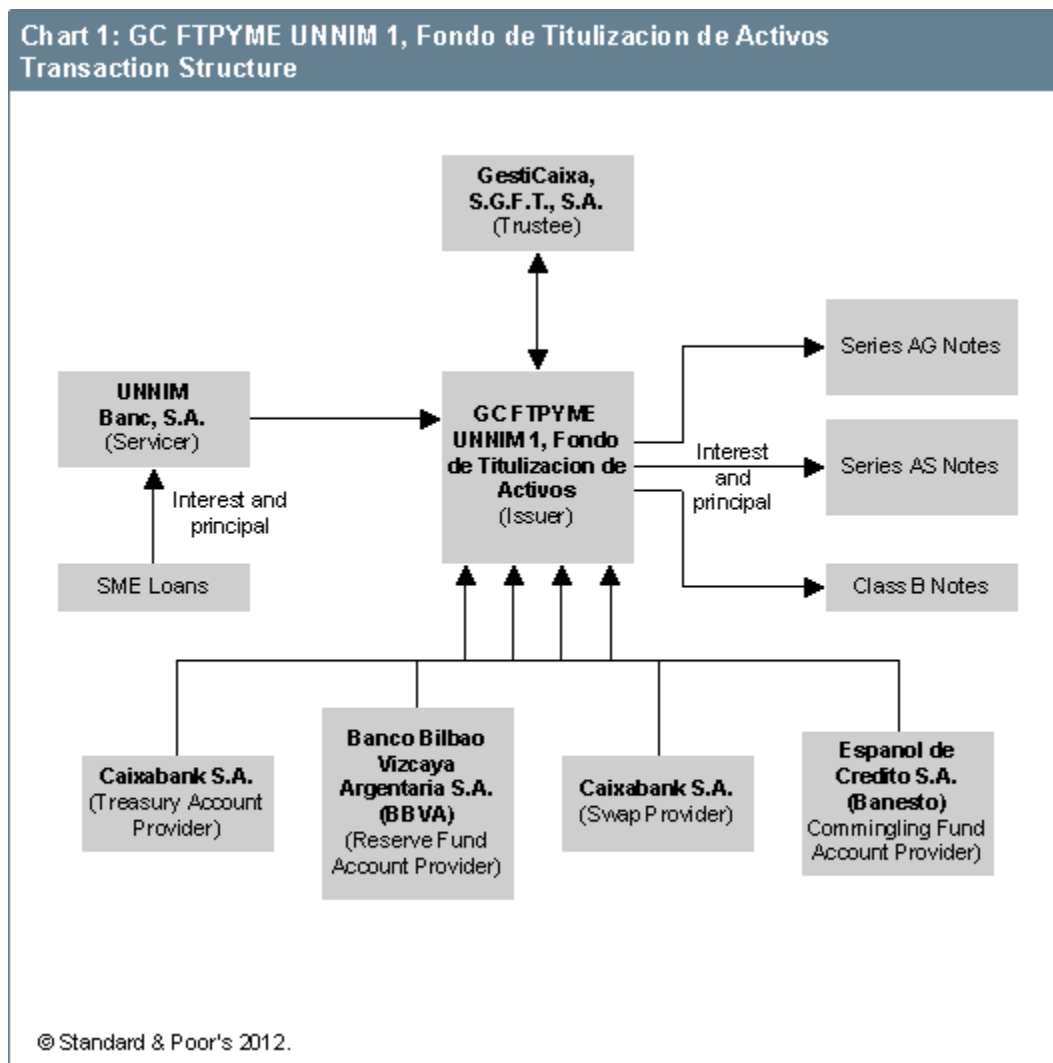 Chart 1: GC FTPYME UNNIM 1, Fondo de Titulizacion de Activos
Transaction Structure
GestiCaixa,
S.G.F.T., S.A.
(Trustee)
UNNIM
Banc, S.A.
(Servicer)
Interest and
principal
SME Loans
GC FTPYME
UNNIM 1, Fondo
de Titulizacion de
Activos
(Issuer)
Interest
and
principal
Series AG Notes
Series AS Notes
Class B Notes
Caixabank S.A.
(Treasury Account
Provider)
Banco Bilbao
Vizcaya
Argentaria S.A.
(BBVA)
(Reserve Fund
Account Provider)
Caixabank S.A.
(Swap Provider)
Espanol de
Credito S.A.
(Banesto)
Commingling Fund
Account Provider)
© Standard & Poor's 2012.